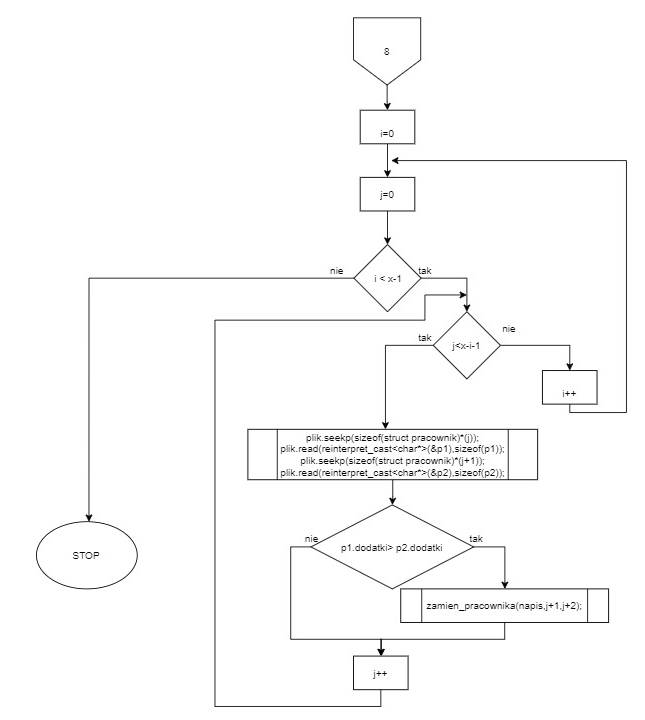 8
i=0
j=0
nie
i < x-1
tak
tak
j<x-i-1
nie
i++
plik.seekp(sizeof(struct pracownik)*(j));
plik.read(reinterpret_cast<char*>(&p1),sizeof(p1));
plik.seekp(sizeof(struct pracownik)*(j+1));
plik.read(reinterpret_cast<char*>(&p2),sizeof(p2));
nie
p1.dodatki> p2.dodatki
tak
STOP
zamien_pracownika(napis,j+1,j+2);
j++